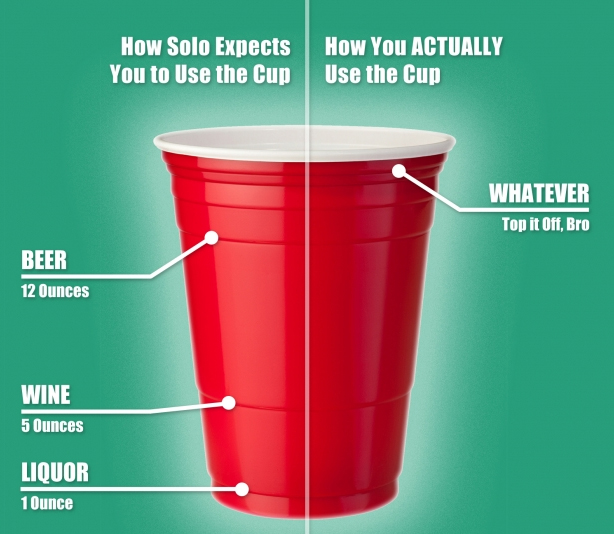 How Solo Expects
You to Use the Cup
BEER
12 Ounces
WINE
5 Ounces
LIQUOR
1 Ounce
How You ACTUALLY
Use the Cup
WHATEVER
Top it Off, Bro